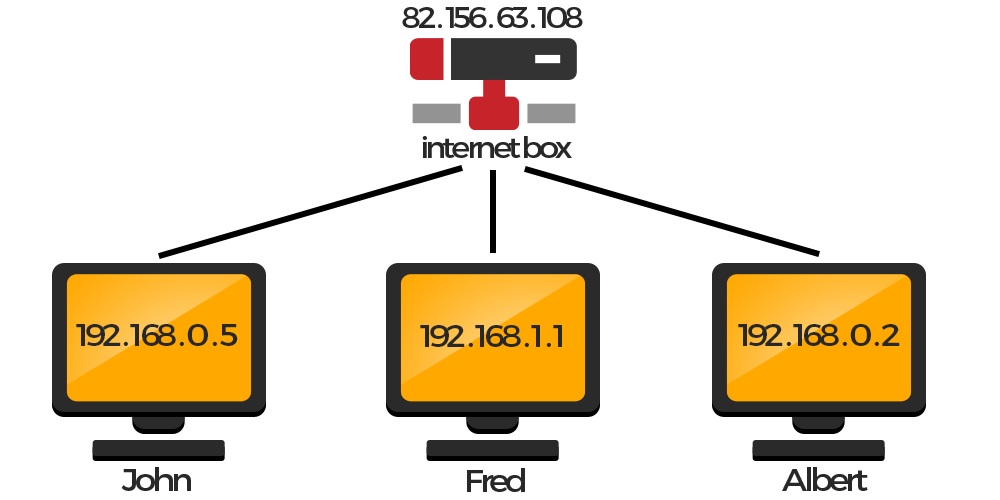 82.156.63.108
internet box
192.168.0.5
192.168.1.1
192.168.0.2
John
Fred
Albert